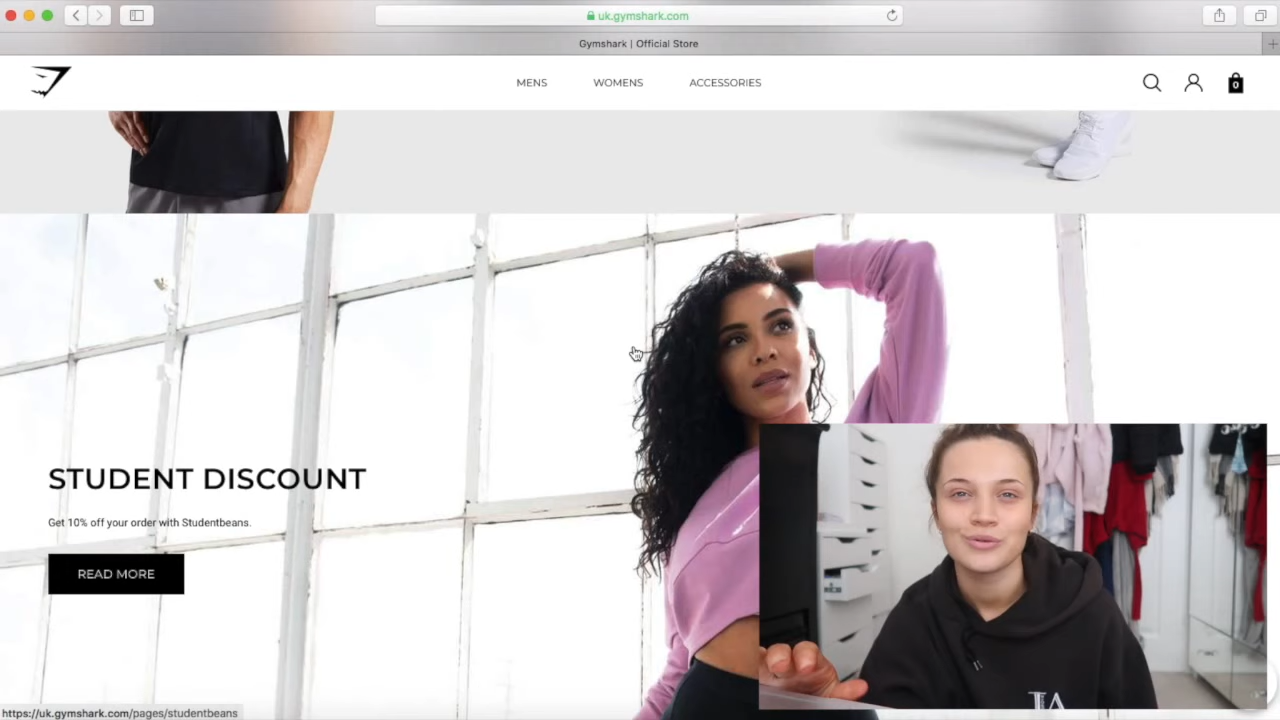 uk.gymshark.com
Gymshark | Official Store
MENS WOMENS ACCESSORIES
0
STUDENT DISCOUNT
Get 10% off your order with Studentbeans.
READ MORE
https://uk.gymshark.com/pages/studentbeans